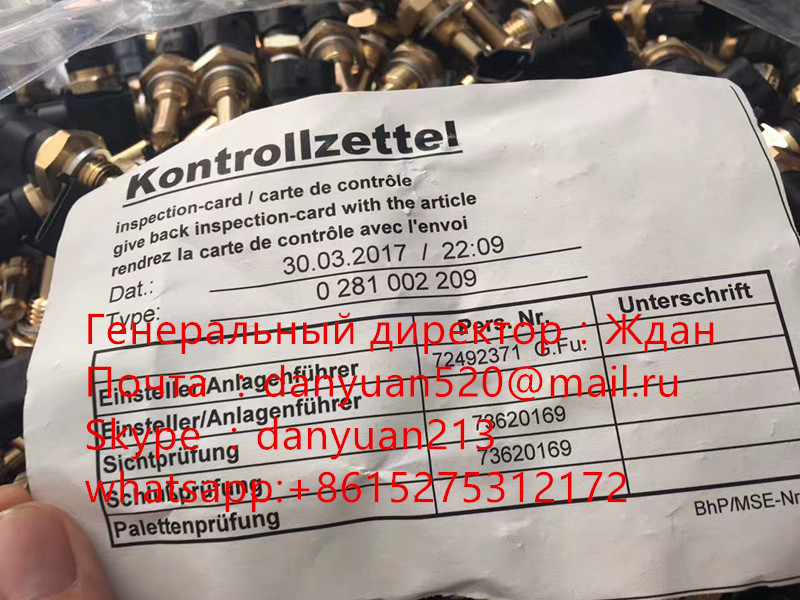 Kontrollzettel
inspection-card / carte de contrôle
give back inspection-card with the article
rendrez la carte de contrôle avec l'envoi
Dat.: 30.03.2017 / 22:09
Type: 0 281 002 209
Pers. Nr. Unterschrift
Генеральный директор : Ждан
Einsteller/Anlagenführer 72492371 G.Fu:
Почта : danyuan520@mail.ru
Einsteller/Anlagenführer
Skype : danyuan213
Sichtprüfung 73620169
Schlußprüfung 73620169
whatsapp:+8615275312172
Palettenprüfung
BhP/MSE-Nr